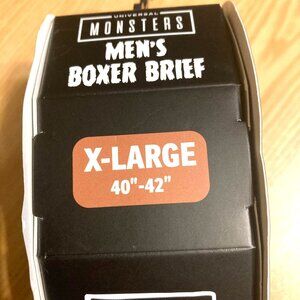 UNIVERSAL
MONSTERS
MEN'S
BOXER BRIEF
X-LARGE
40"-42"